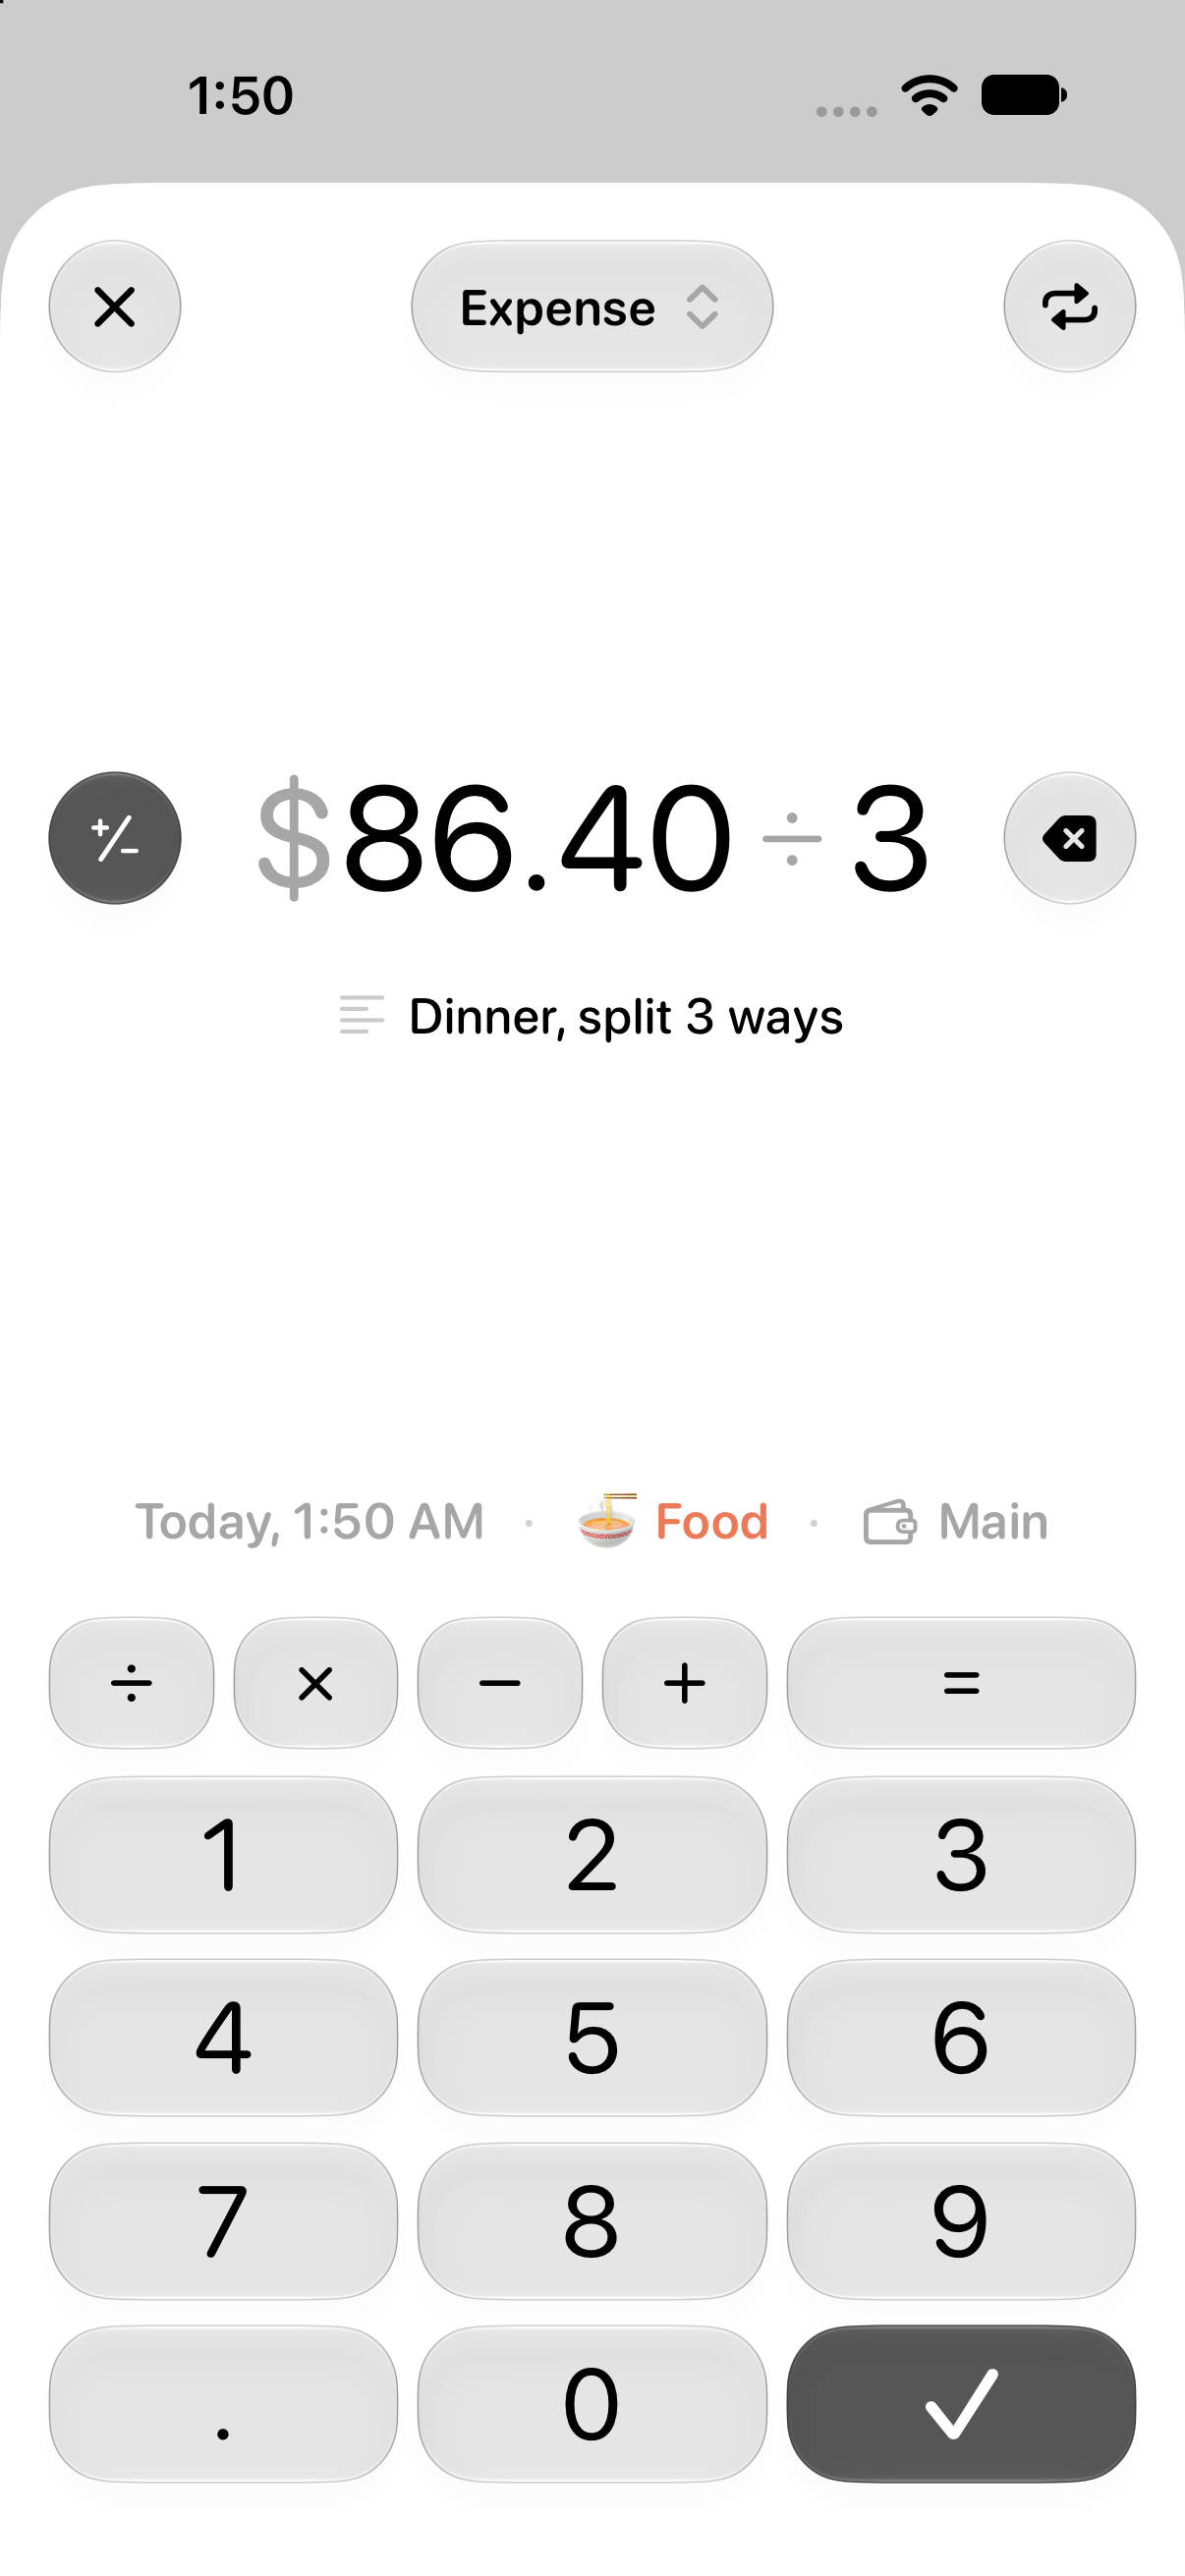 1:50
Expense
$86.40 ÷ 3
Dinner, split 3 ways
Today, 1:50 AM · Food · Main
÷ × − + =
1 2 3
4 5 6
7 8 9
. 0